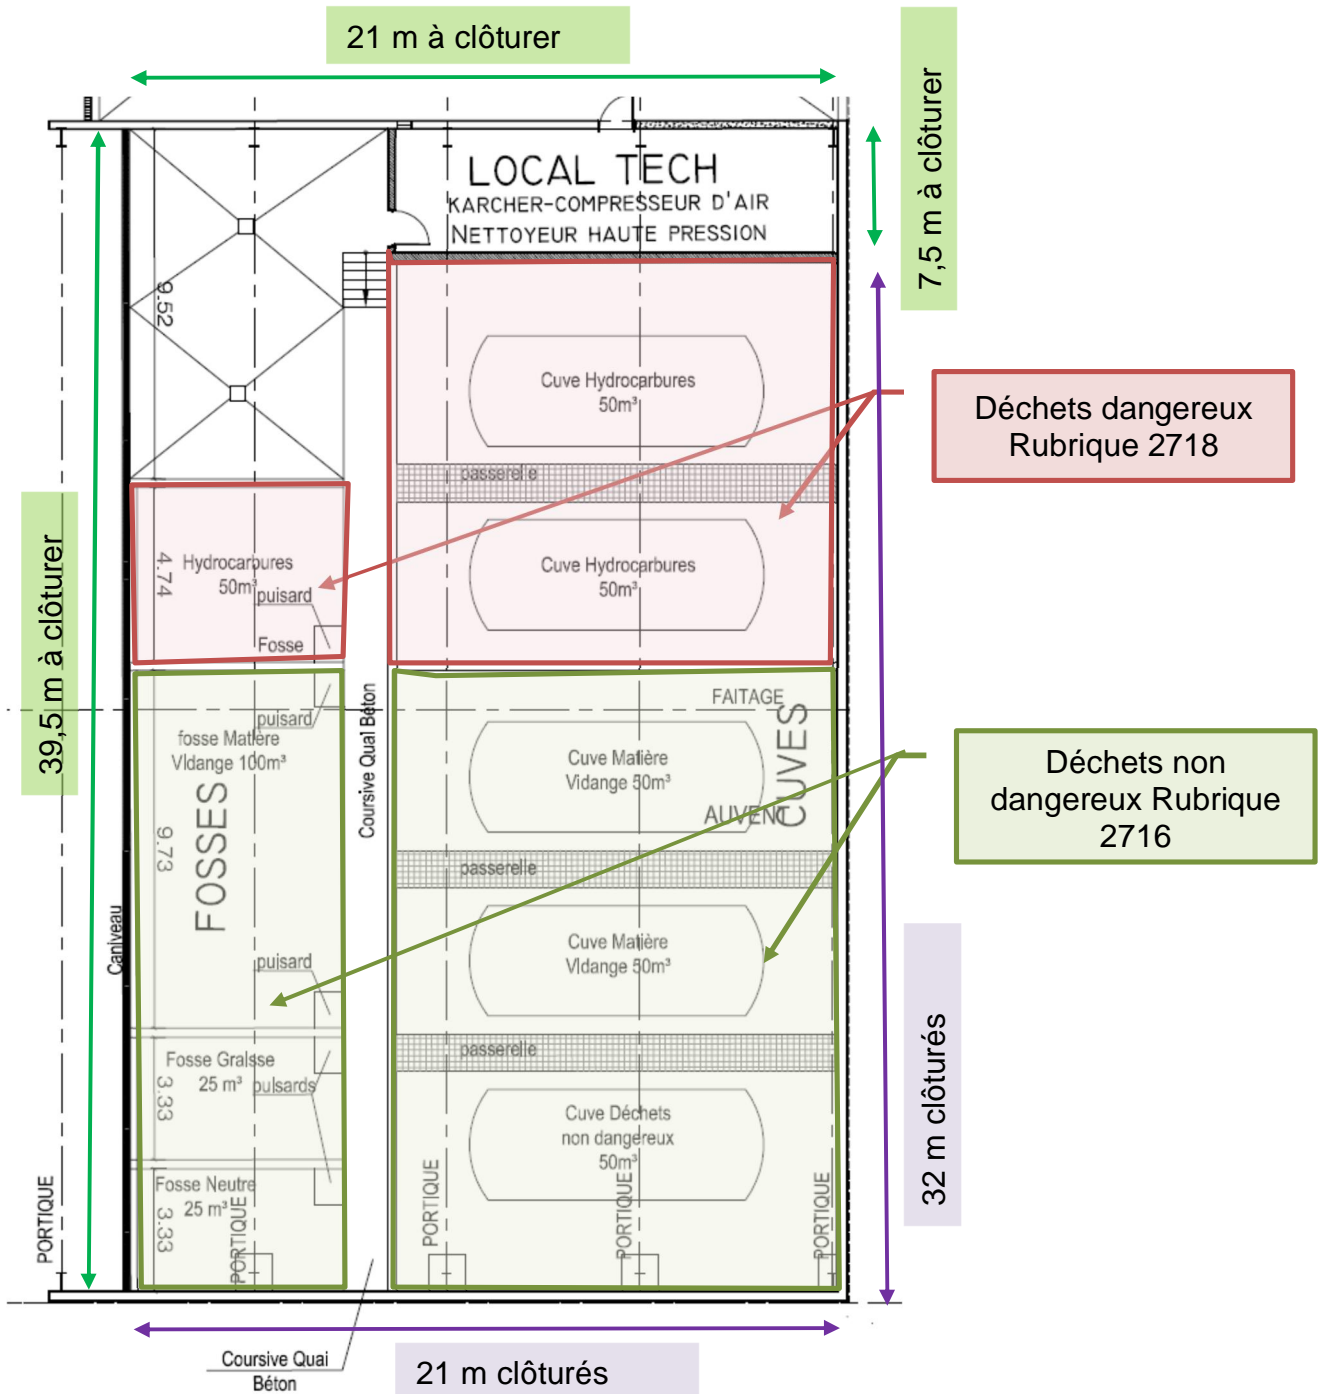 21 m à clôturer
7,5 m à clôturer
LOCAL TECH
KARCHER-COMPRESSEUR D'AIR
NETTOYEUR HAUTE PRESSION
9.52
Cuve Hydrocarbures
50m³
Déchets dangereux
Rubrique 2718
passerelle
39,5 m à clôturer
4.74
Hydrocarbures
50m³
puisard
Fosse
Cuve Hydrocarbures
50m³
Coursive Quai Béton
puisard
fosse Matière
Vidange 100m³
FOSSES
9.73
FAITAGE
CUVES
AUVENT
Cuve Matière
Vidange 50m³
Déchets non
dangereux Rubrique
2716
passerelle
Caniveau
puisard
Cuve Matière
Vidange 50m³
passerelle
32 m clôturés
Fosse Graisse
25 m³
puisards
3.33
Cuve Déchets
non dangereux
50m³
Fosse Neutre
25 m³
3.33
PORTIQUE
PORTIQUE
PORTIQUE
PORTIQUE
PORTIQUE
Coursive Quai
Béton
21 m clôturés